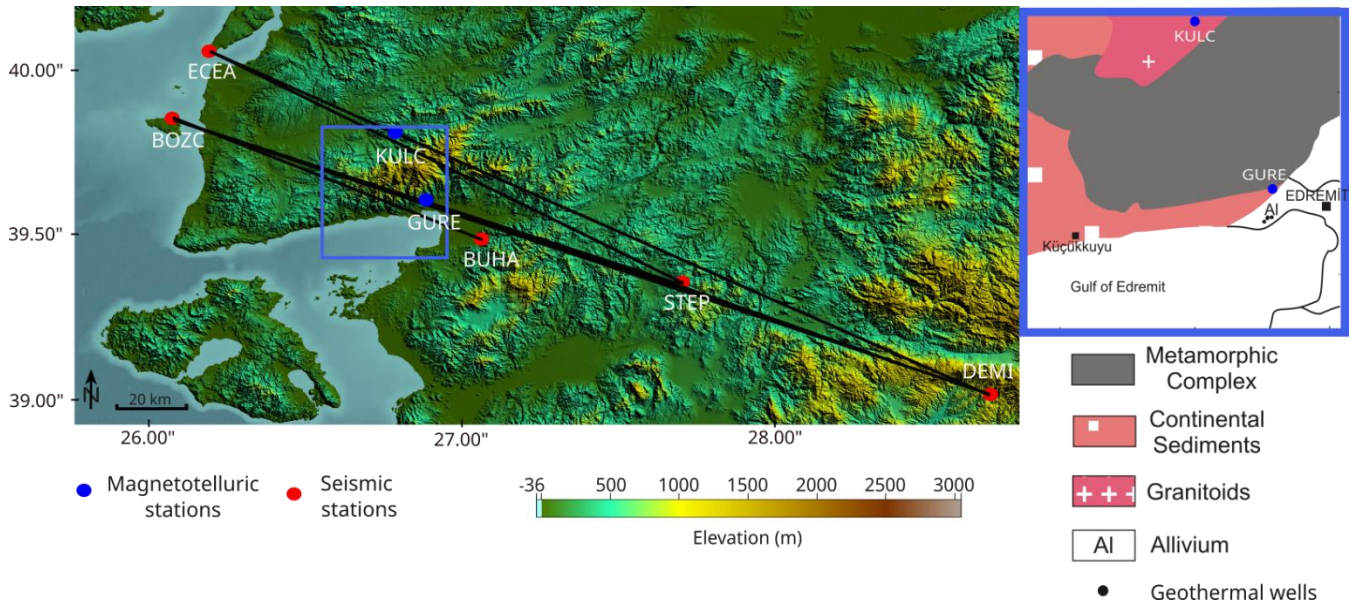 40.00"
39.50"
39.00"
26.00"
27.00"
28.00"
ECEA
BOZC
KULC
GURE
BUHA
STEP
DEMI
N
20 km
Magnetotelluric
stations
Seismic
stations
-36 500 1000 1500 2000 2500 3000
Elevation (m)
KULC
GURE
EDREMİT
Al
Küçükkuyu
Gulf of Edremit
Metamorphic
Complex
Continental
Sediments
Granitoids
Al
Allivium
Geothermal wells